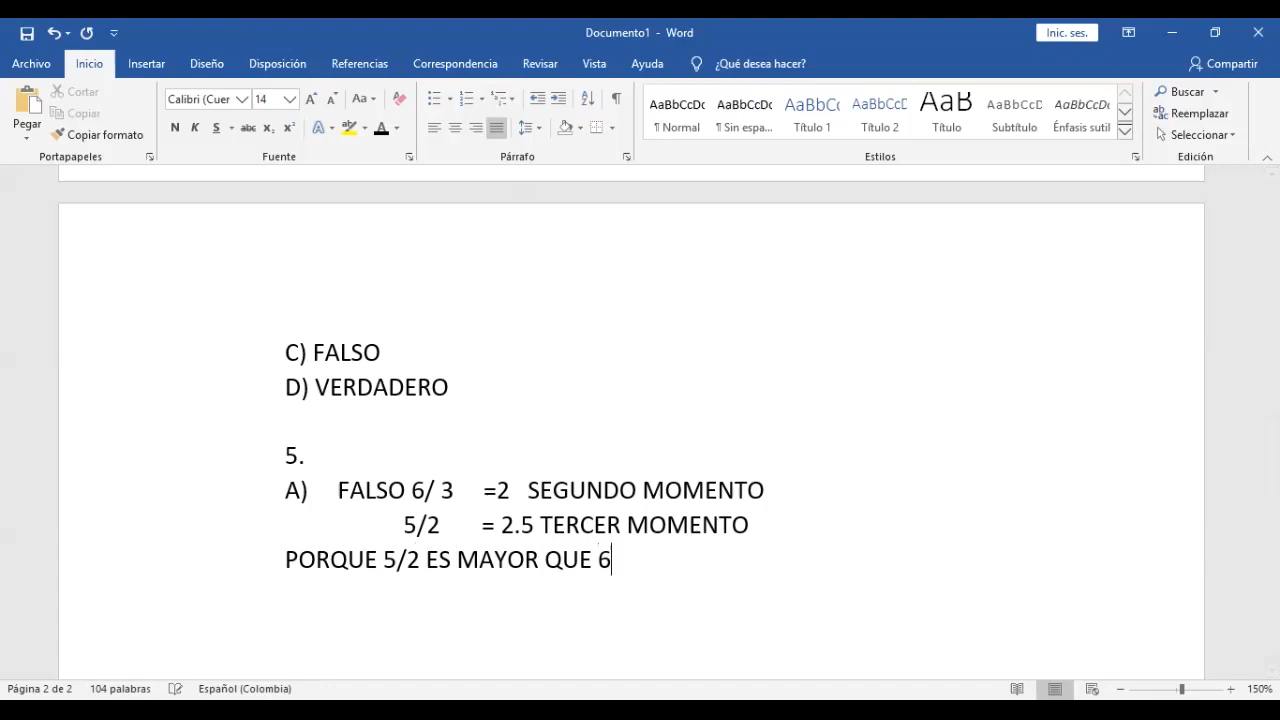 Documento1 - Word
Inic. ses.
Archivo Inicio Insertar Diseño Disposición Referencias Correspondencia Revisar Vista Ayuda ¿Qué desea hacer? Compartir
Pegar
Cortar
Copiar
Copiar formato
Portapapeles
Calibri (Cuer 14
N K S abc x₂ x²
Fuente
Párrafo
AaBbCcDc AaBbCcDc AaBbCc AaBbCcD AaB AaBbCcD AaBbCcDc
¶ Normal ¶ Sin espa... Título 1 Título 2 Título Subtítulo Énfasis sutil
Estilos
Buscar
Reemplazar
Seleccionar
Edición
C) FALSO
D) VERDADERO
5.
A) FALSO 6/ 3 =2 SEGUNDO MOMENTO
5/2 = 2.5 TERCER MOMENTO
PORQUE 5/2 ES MAYOR QUE 6
Página 2 de 2 104 palabras Español (Colombia) 150%